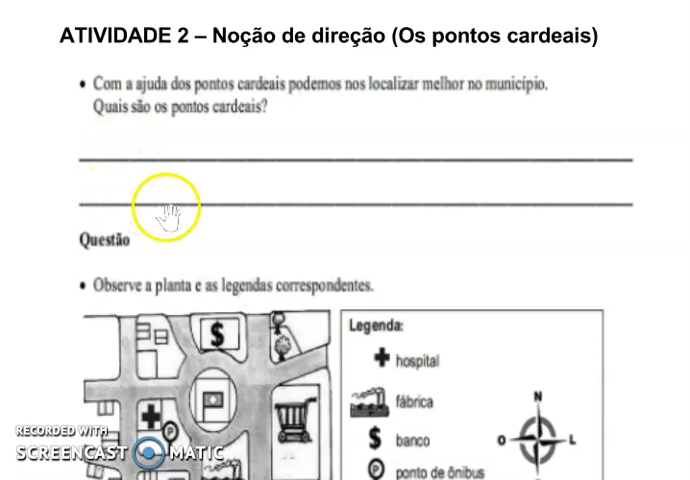 ATIVIDADE 2 – Noção de direção (Os pontos cardeais)
• Com a ajuda dos pontos cardeais podemos nos localizar melhor no município.
Quais são os pontos cardeais?
Questão
• Observe a planta e as legendas correspondentes.
Legenda:
hospital
fábrica
$ banco
P ponto de ônibus
N
O L
$
P
RECORDED WITH
SCREENCAST MATIC